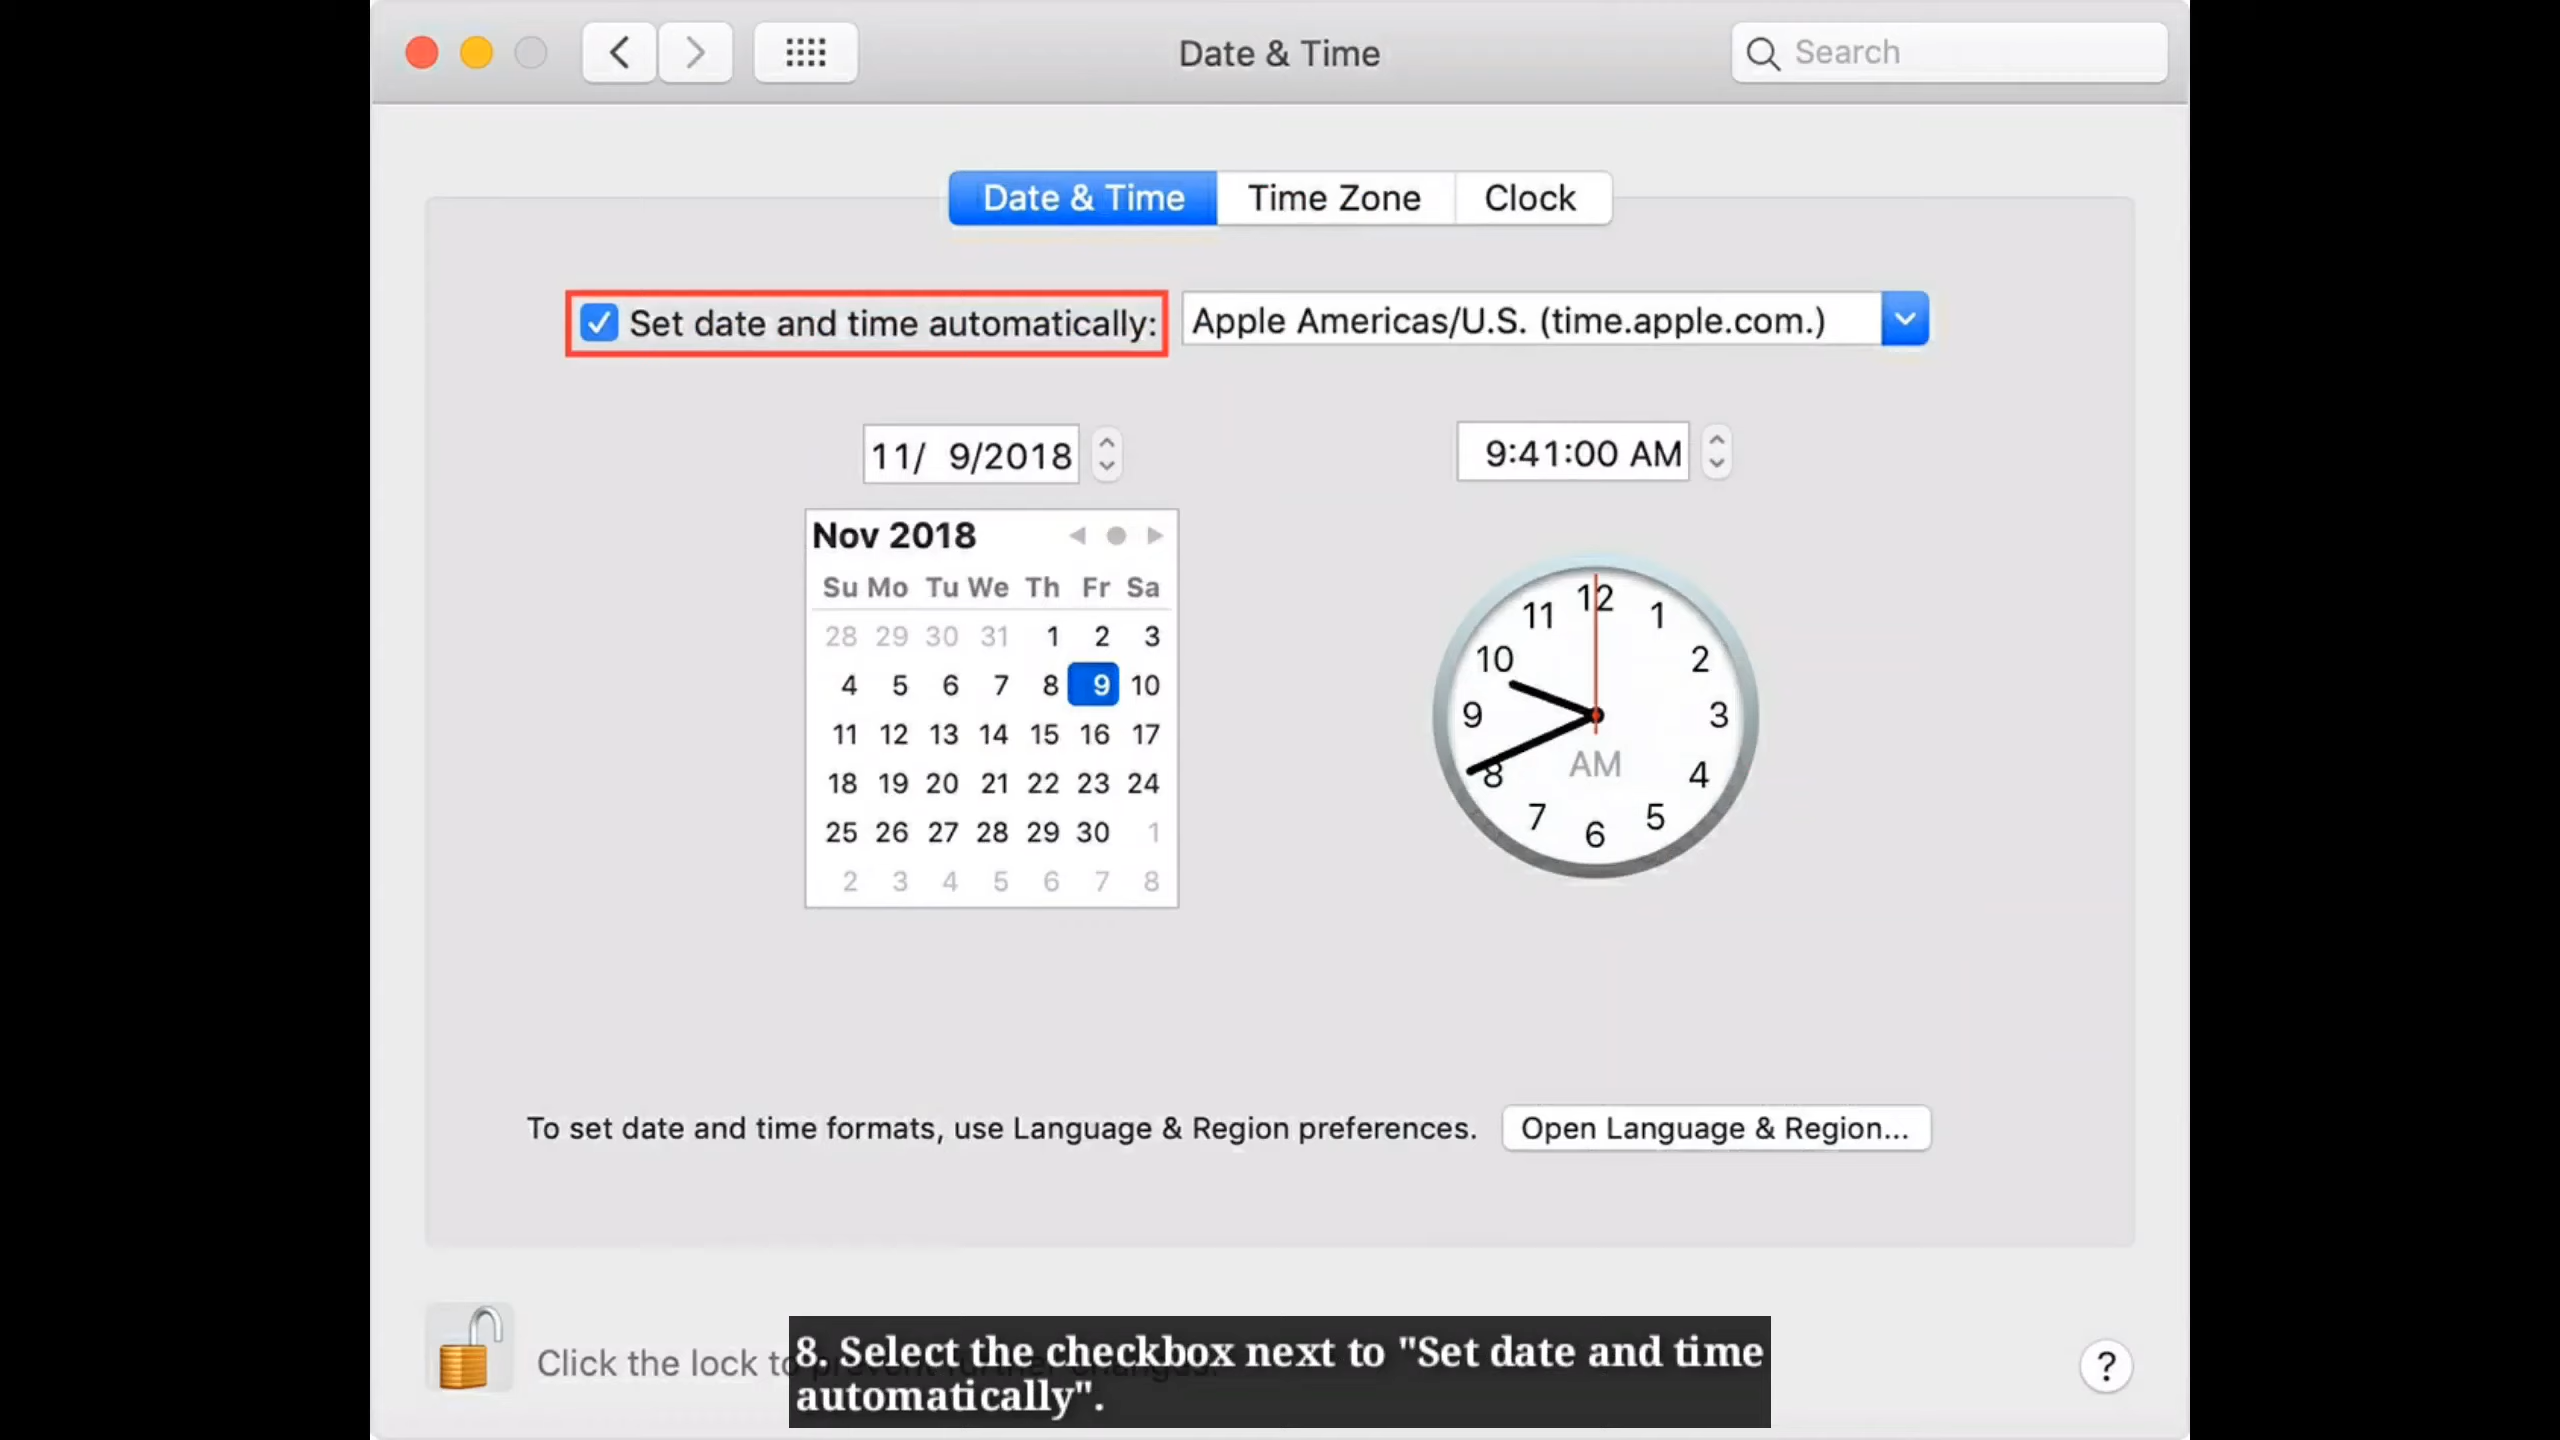 Date & Time
Search
Date & Time Time Zone Clock
Set date and time automatically: Apple Americas/U.S. (time.apple.com.)
11/ 9/2018
9:41:00 AM
Nov 2018
Su Mo Tu We Th Fr Sa
28 29 30 31 1 2 3
4 5 6 7 8 9 10
11 12 13 14 15 16 17
18 19 20 21 22 23 24
25 26 27 28 29 30 1
2 3 4 5 6 7 8
12
11 1
10 2
9 3
AM
8 4
7 5
6
To set date and time formats, use Language & Region preferences. Open Language & Region...
Click the lock to prevent further changes.
8. Select the checkbox next to "Set date and time
automatically".
?